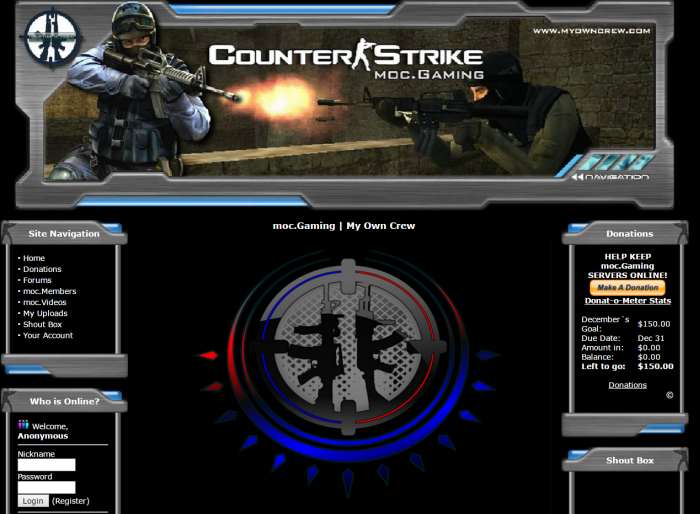 WWW.MYOWNCREW.COM
COUNTER STRIKE
MOC.GAMING
NAVIGATION
Site Navigation
• Home
• Donations
• Forums
• moc.Members
• moc.Videos
• My Uploads
• Shout Box
• Your Account
Who is Online?
Welcome,
Anonymous
Nickname
Password
Login (Register)
moc.Gaming | My Own Crew
Donations
HELP KEEP
moc.Gaming
SERVERS ONLINE!
Make A Donation
Donat-o-Meter Stats
December´s
Goal: $150.00
Due Date: Dec 31
Amount in: $0.00
Balance: $0.00
Left to go: $150.00
Donations
©
Shout Box